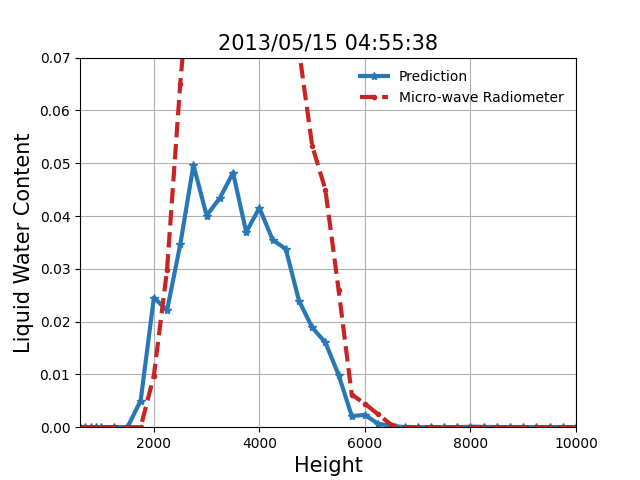 2013/05/15 04:55:38
0.07
0.06
0.05
0.04
0.03
0.02
0.01
0.00
Liquid Water Content
Prediction
Micro-wave Radiometer
2000 4000 6000 8000 10000
Height